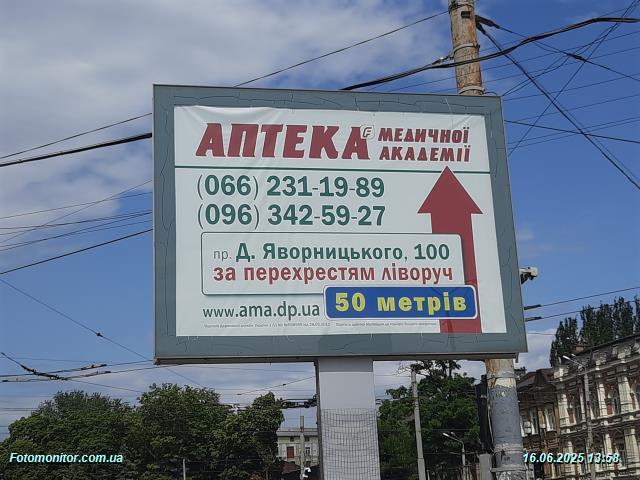 АПТЕКА МЕДИЧНОЇ АКАДЕМІЇ
(066) 231-19-89
(096) 342-59-27
пр. Д. Яворницького, 100
за перехрестям ліворуч
www.ama.dp.ua
50 метрів
Fotomonitor.com.ua
16.06.2025 13:58